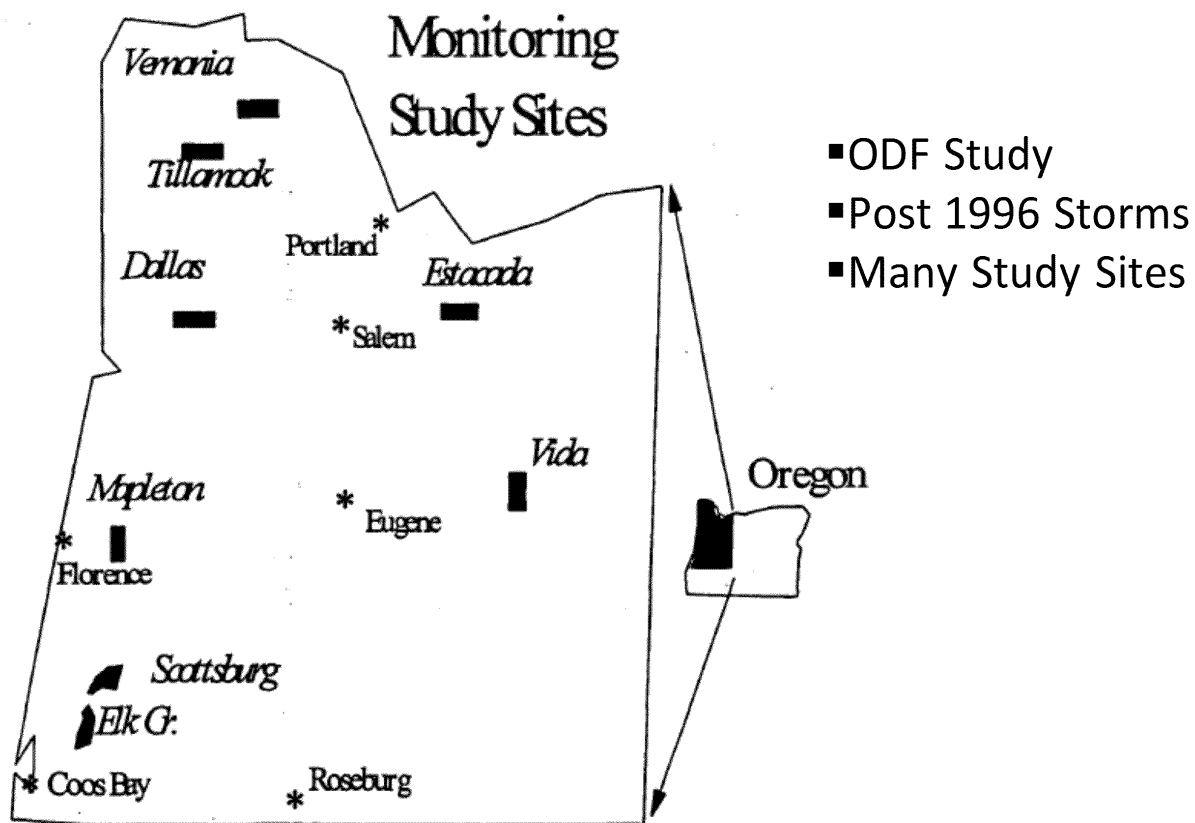 Monitoring
Study Sites
Vernonia
Tillamook
Portland
Dallas
Estacada
Salem
Vida
Mapleton
Eugene
Florence
Scottsburg
Elk Cr.
Coos Bay
Roseburg
Oregon
▪ODF Study
▪Post 1996 Storms
▪Many Study Sites